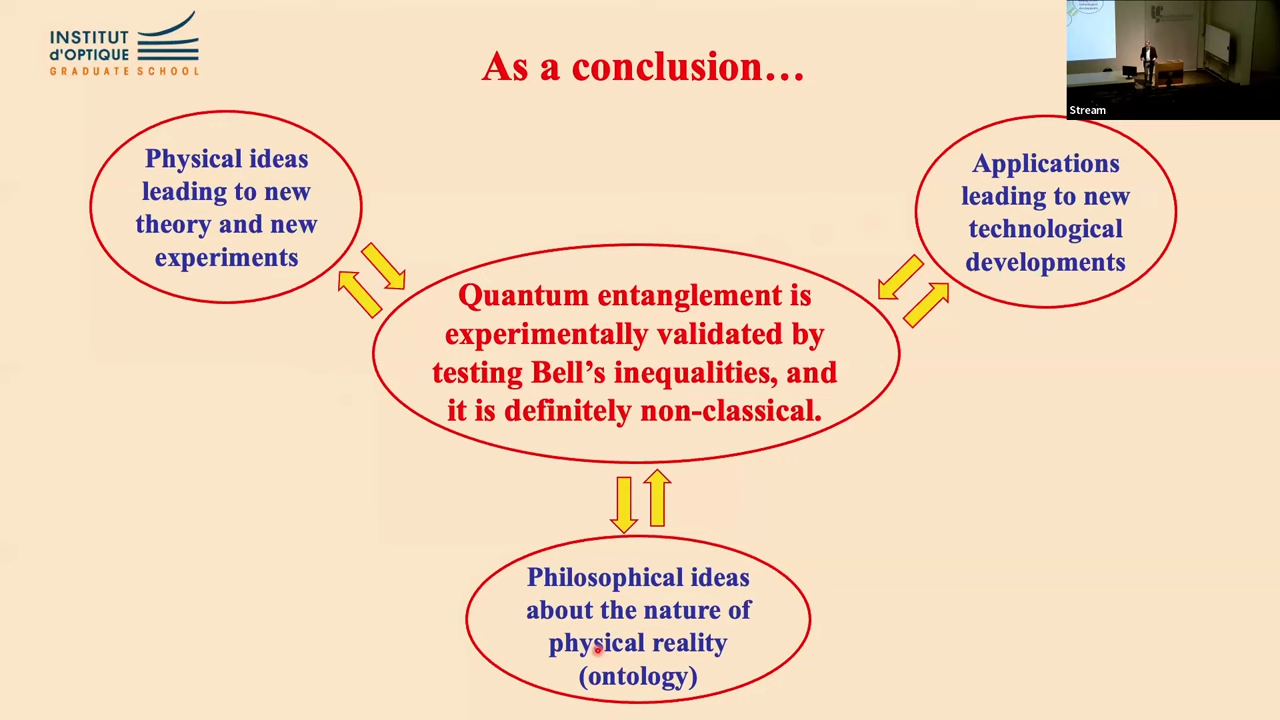 INSTITUT
d'OPTIQUE
GRADUATE SCHOOL
As a conclusion…
Stream
Physical ideas
leading to new
theory and new
experiments
Applications
leading to new
technological
developments
Quantum entanglement is
experimentally validated by
testing Bell’s inequalities, and
it is definitely non-classical.
Philosophical ideas
about the nature of
physical reality
(ontology)